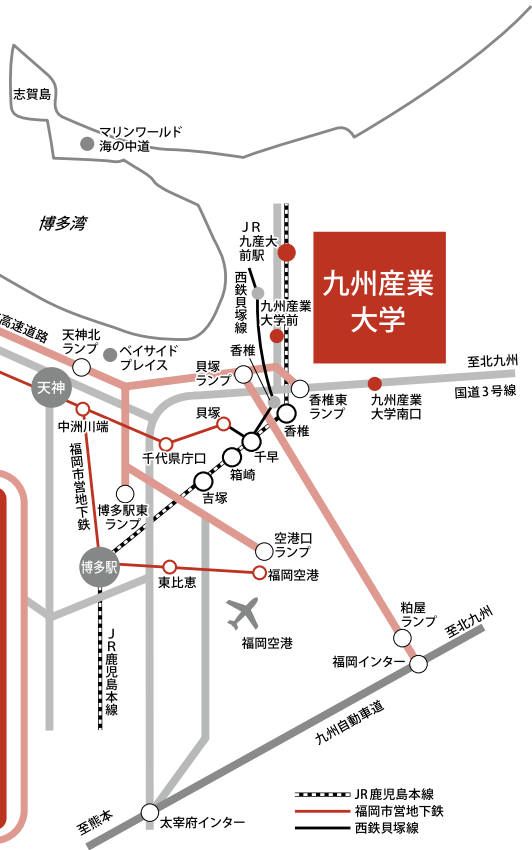 志賀島
マリンワールド
海の中道
博多湾
JR
九産大
前駅
西鉄貝塚線
九州産業
大学前
九州産業
大学
高速道路
天神北
ランプ
ベイサイド
プレイス
香椎
貝塚
ランプ
至北九州
天神
香椎東
ランプ
九州産業
大学南口
国道3号線
中洲川端
貝塚
香椎
千代県庁口
千早
福岡市営地下鉄
箱崎
吉塚
博多駅東
ランプ
空港口
ランプ
博多駅
東比恵
福岡空港
福岡空港
JR鹿児島本線
粕屋
ランプ
至北九州
福岡インター
九州自動車道
至熊本
太宰府インター
JR鹿児島本線
福岡市営地下鉄
西鉄貝塚線